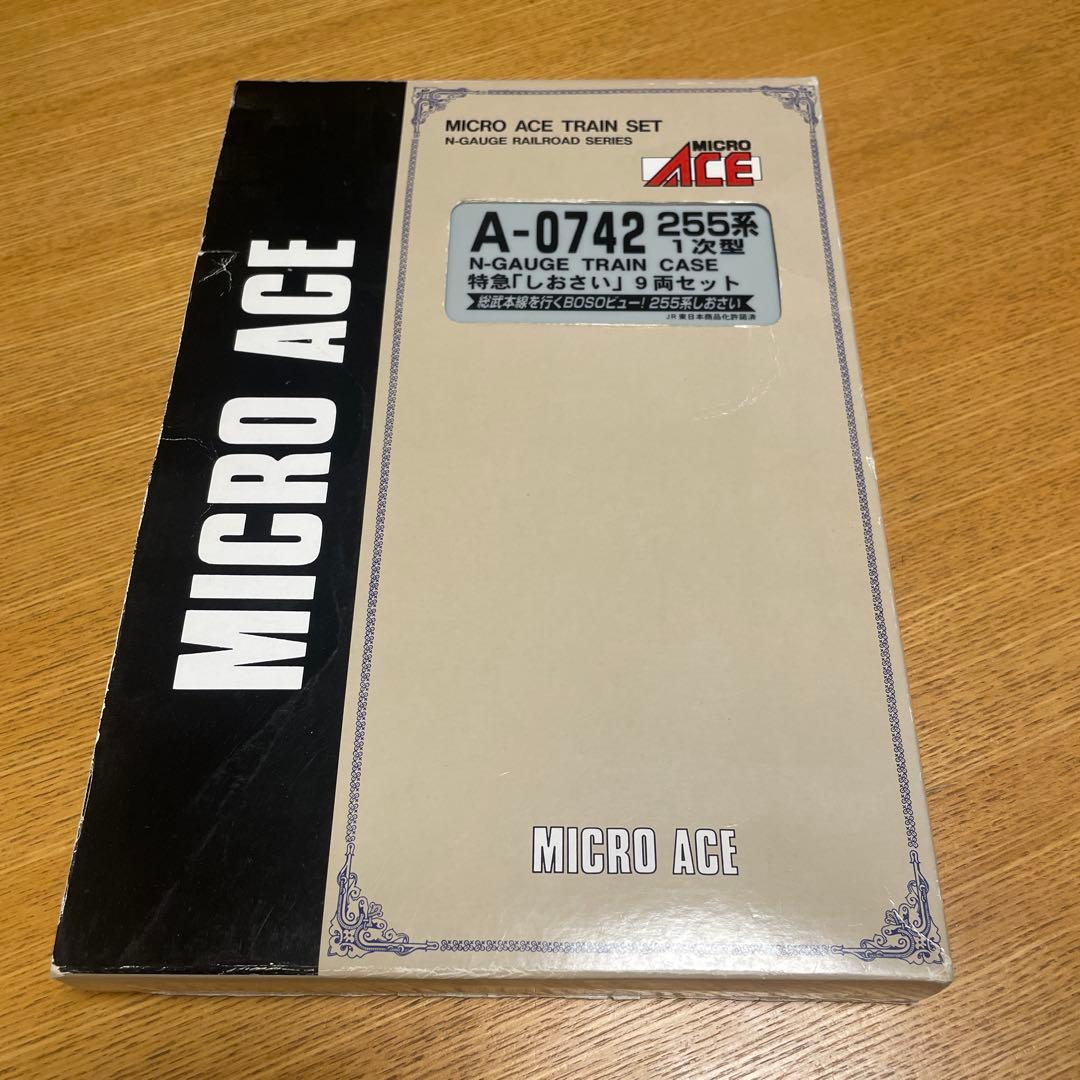 MICRO ACE
MICRO ACE TRAIN SET
N-GAUGE RAILROAD SERIES
MICRO
ACE
A-0742 255系
1次型
N-GAUGE TRAIN CASE
特急「しおさい」9両セット
総武本線を行くBOSOビュー!255系しおさい
JR東日本商品化許諾済
MICRO ACE